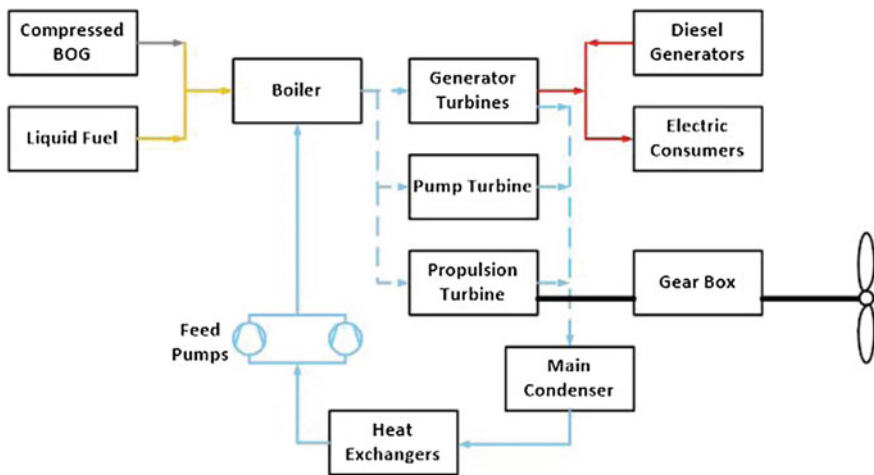 Compressed
BOG
Liquid Fuel
Boiler
Generator
Turbines
Pump Turbine
Propulsion
Turbine
Diesel
Generators
Electric
Consumers
Gear Box
Feed
Pumps
Main
Condenser
Heat
Exchangers